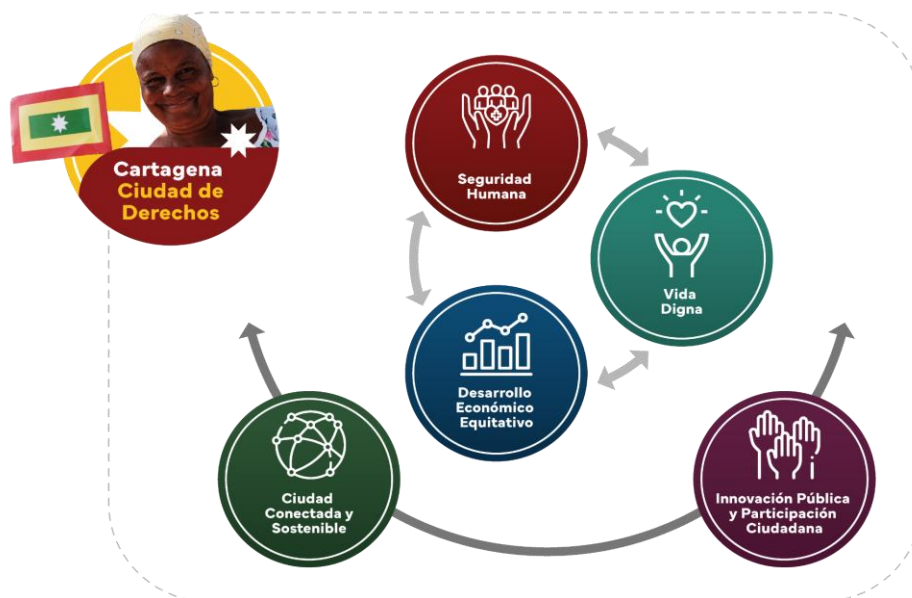 Cartagena
Ciudad de
Derechos
Seguridad
Humana
Vida
Digna
Desarrollo
Económico
Equitativo
Ciudad
Conectada y
Sostenible
Innovación Pública
y Participación
Ciudadana